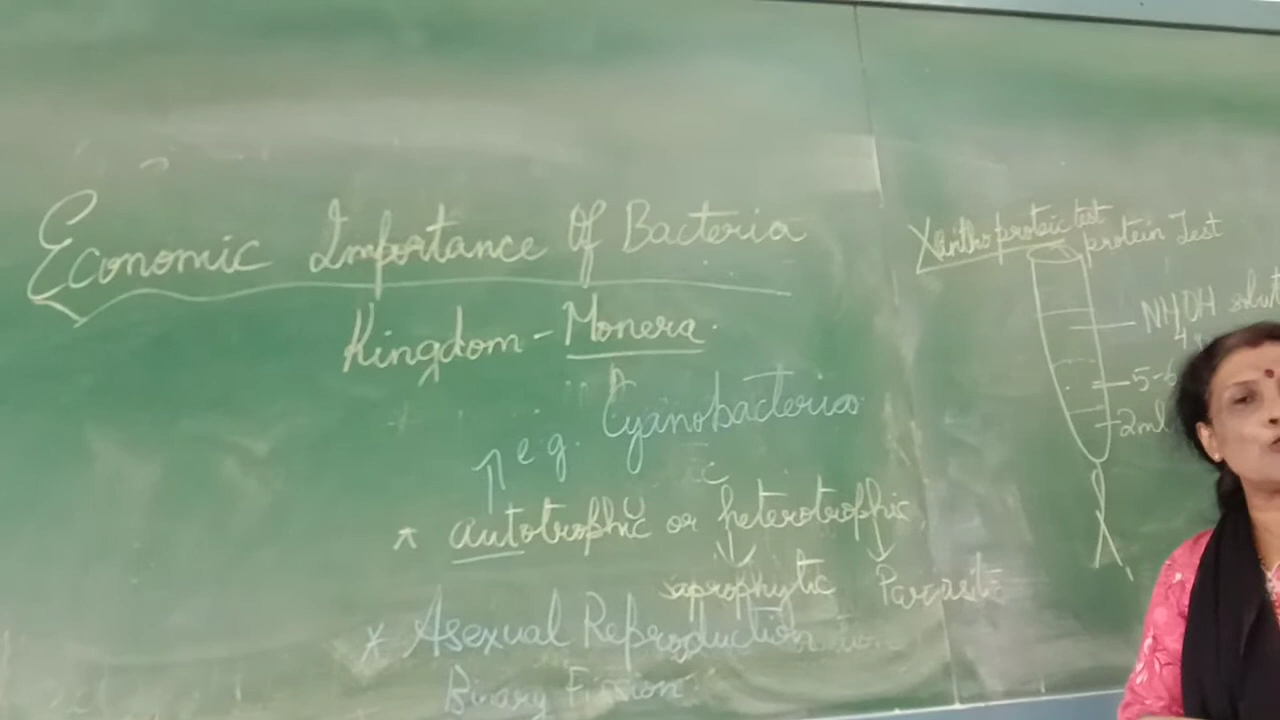 Economic Importance Of Bacteria
Kingdom - Monera.
e.g. Cyanobacteria
* autotrophic or heterotrophic
saprophytic Parasitic
* Asexual Reproduction
Binary Fission
Xanthoproteic test
protein Test
NH4OH
5-6
2ml